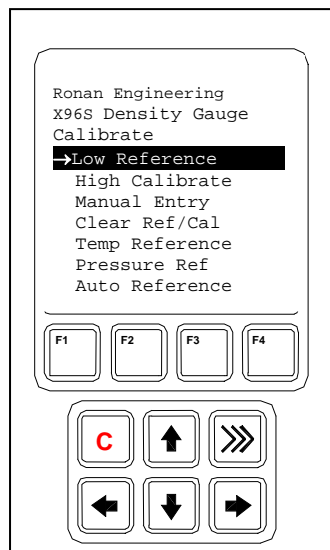 Ronan Engineering
X96S Density Gauge
Calibrate
→Low Reference
High Calibrate
Manual Entry
Clear Ref/Cal
Temp Reference
Pressure Ref
Auto Reference
F1 F2 F3 F4
C